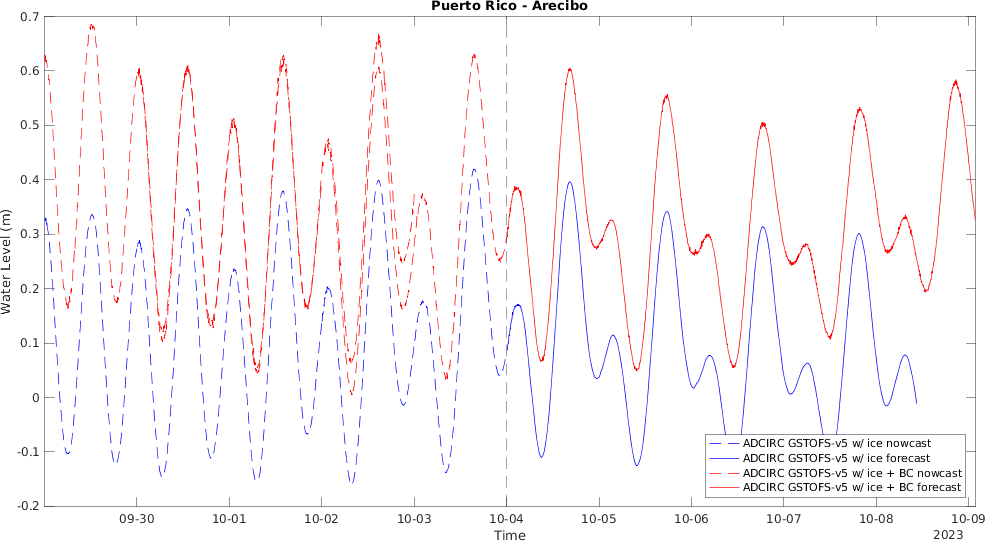 Puerto Rico - Arecibo
0.7
0.6
0.5
0.4
0.3
0.2
0.1
0
-0.1
-0.2
Water Level (m)
ADCIRC GSTOFS-v5 w/ ice nowcast
ADCIRC GSTOFS-v5 w/ ice forecast
ADCIRC GSTOFS-v5 w/ ice + BC nowcast
ADCIRC GSTOFS-v5 w/ ice + BC forecast
09-30 10-01 10-02 10-03 10-04 10-05 10-06 10-07 10-08 10-09
Time
2023